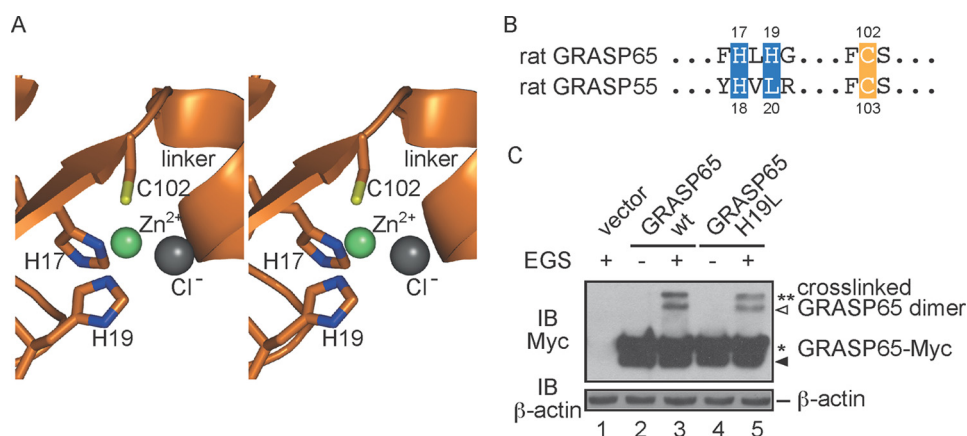 A
linker
C102
Zn²⁺
H17
Cl⁻
H19
linker
C102
Zn²⁺
H17
Cl⁻
H19
B
17 19 102
rat GRASP65 ...FHLHG...FCS...
rat GRASP55 ...YHVLR...FCS...
18 20 103
C
vector
GRASP65 wt
GRASP65 H19L
EGS + - + - +
IB Myc
** crosslinked
GRASP65 dimer
* GRASP65-Myc
IB β-actin
β-actin
1 2 3 4 5